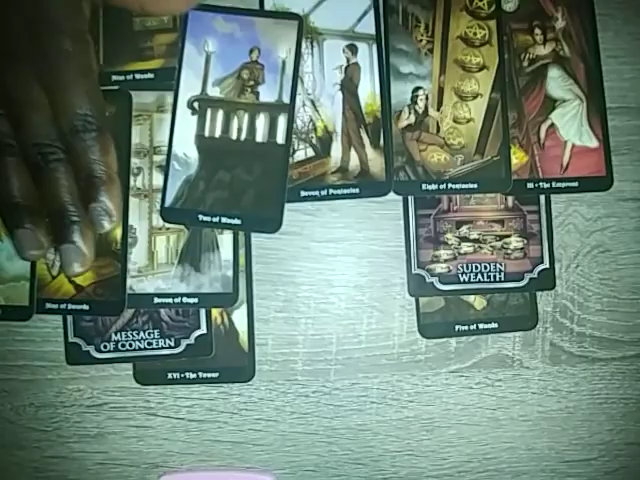 Nine of Wands
Two of Wands
Seven of Pentacles
Eight of Pentacles
III • The Empress
Nine of Swords
Seven of Cups
MESSAGE
OF CONCERN
XVI • The Tower
SUDDEN
WEALTH
Five of Wands